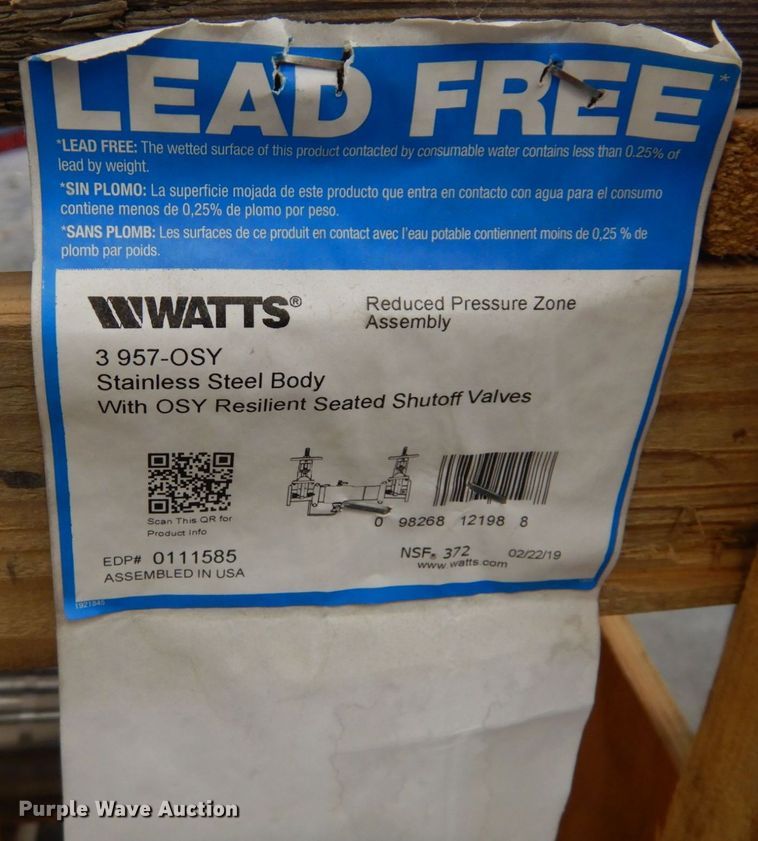 LEAD FREE*
*LEAD FREE: The wetted surface of this product contacted by consumable water contains less than 0.25% of
lead by weight.
*SIN PLOMO: La superficie mojada de este producto que entra en contacto con agua para el consumo
contiene menos de 0,25% de plomo por peso.
*SANS PLOMB: Les surfaces de ce produit en contact avec l'eau potable contiennent moins de 0,25 % de
plomb par poids.
WATTS®
Reduced Pressure Zone
Assembly
3 957-OSY
Stainless Steel Body
With OSY Resilient Seated Shutoff Valves
Scan This QR for
Product Info
0 98268 12198 8
EDP# 0111585
ASSEMBLED IN USA
NSF® 372 02/22/19
www.watts.com
1921845
Purple Wave Auction